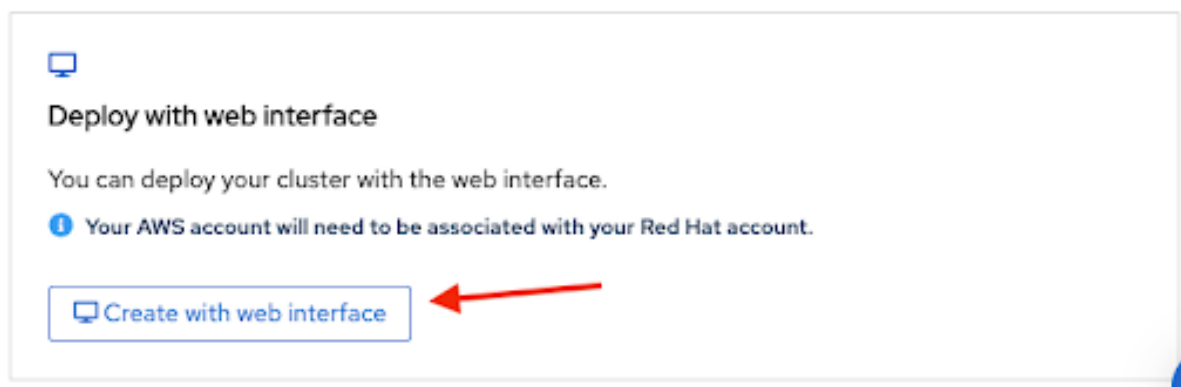 Deploy with web interface
You can deploy your cluster with the web interface.
Your AWS account will need to be associated with your Red Hat account.
Create with web interface